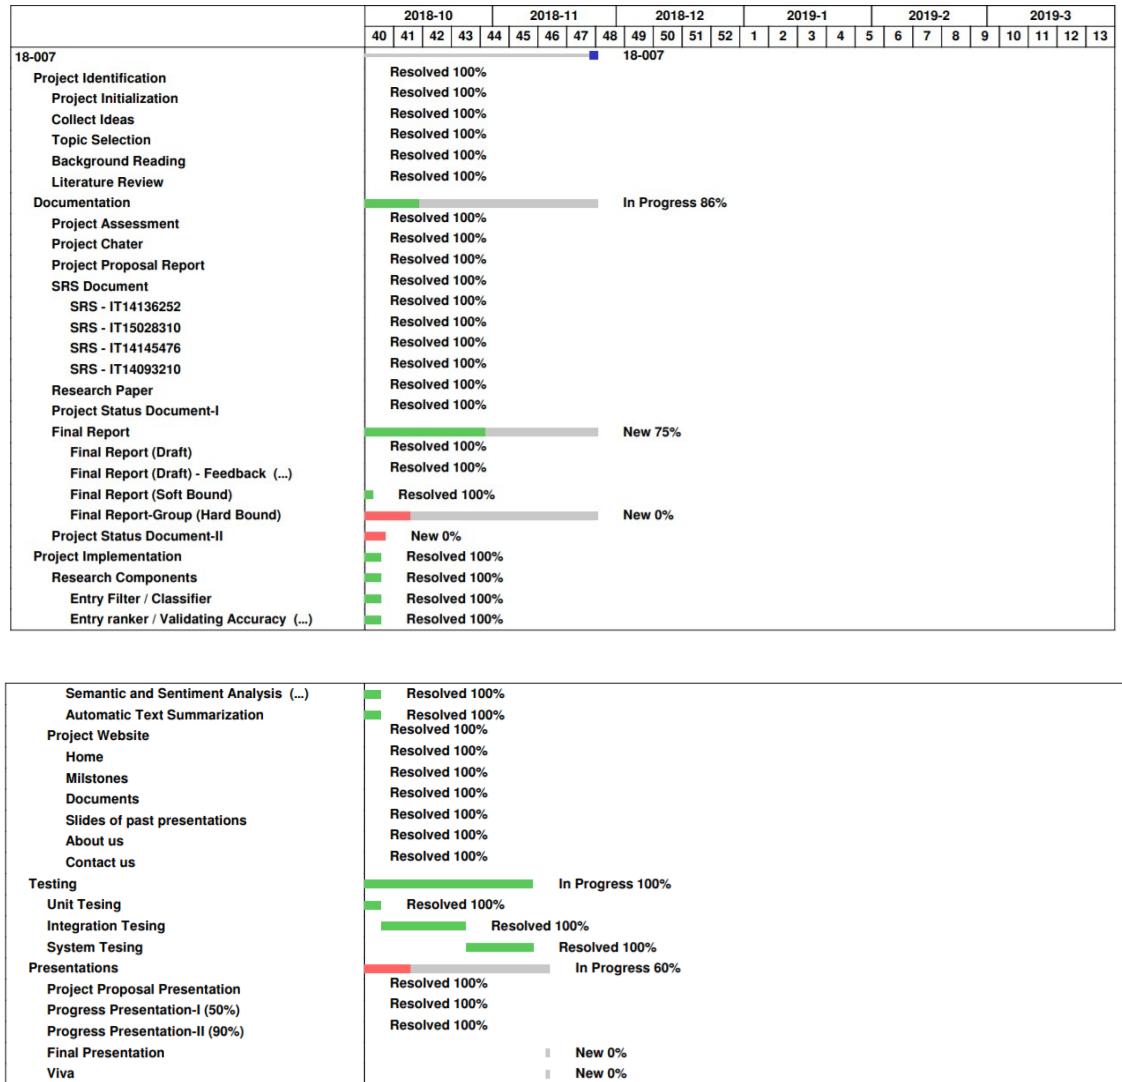 2018-10 2018-11 2018-12 2019-1 2019-2 2019-3
40 41 42 43 44 45 46 47 48 49 50 51 52 1 2 3 4 5 6 7 8 9 10 11 12 13
18-007 18-007
Project Identification Resolved 100%
Project Initialization Resolved 100%
Collect Ideas Resolved 100%
Topic Selection Resolved 100%
Background Reading Resolved 100%
Literature Review Resolved 100%
Documentation In Progress 86%
Project Assessment Resolved 100%
Project Chater Resolved 100%
Project Proposal Report Resolved 100%
SRS Document Resolved 100%
SRS - IT14136252 Resolved 100%
SRS - IT15028310 Resolved 100%
SRS - IT14145476 Resolved 100%
SRS - IT14093210 Resolved 100%
Research Paper Resolved 100%
Project Status Document-I Resolved 100%
Final Report New 75%
Final Report (Draft) Resolved 100%
Final Report (Draft) - Feedback (...) Resolved 100%
Final Report (Soft Bound) Resolved 100%
Final Report-Group (Hard Bound) New 0%
Project Status Document-II New 0%
Project Implementation Resolved 100%
Research Components Resolved 100%
Entry Filter / Classifier Resolved 100%
Entry ranker / Validating Accuracy (...) Resolved 100%
Semantic and Sentiment Analysis (...) Resolved 100%
Automatic Text Summarization Resolved 100%
Project Website Resolved 100%
Home Resolved 100%
Milstones Resolved 100%
Documents Resolved 100%
Slides of past presentations Resolved 100%
About us Resolved 100%
Contact us Resolved 100%
Testing In Progress 100%
Unit Tesing Resolved 100%
Integration Tesing Resolved 100%
System Tesing Resolved 100%
Presentations In Progress 60%
Project Proposal Presentation Resolved 100%
Progress Presentation-I (50%) Resolved 100%
Progress Presentation-II (90%) Resolved 100%
Final Presentation New 0%
Viva New 0%